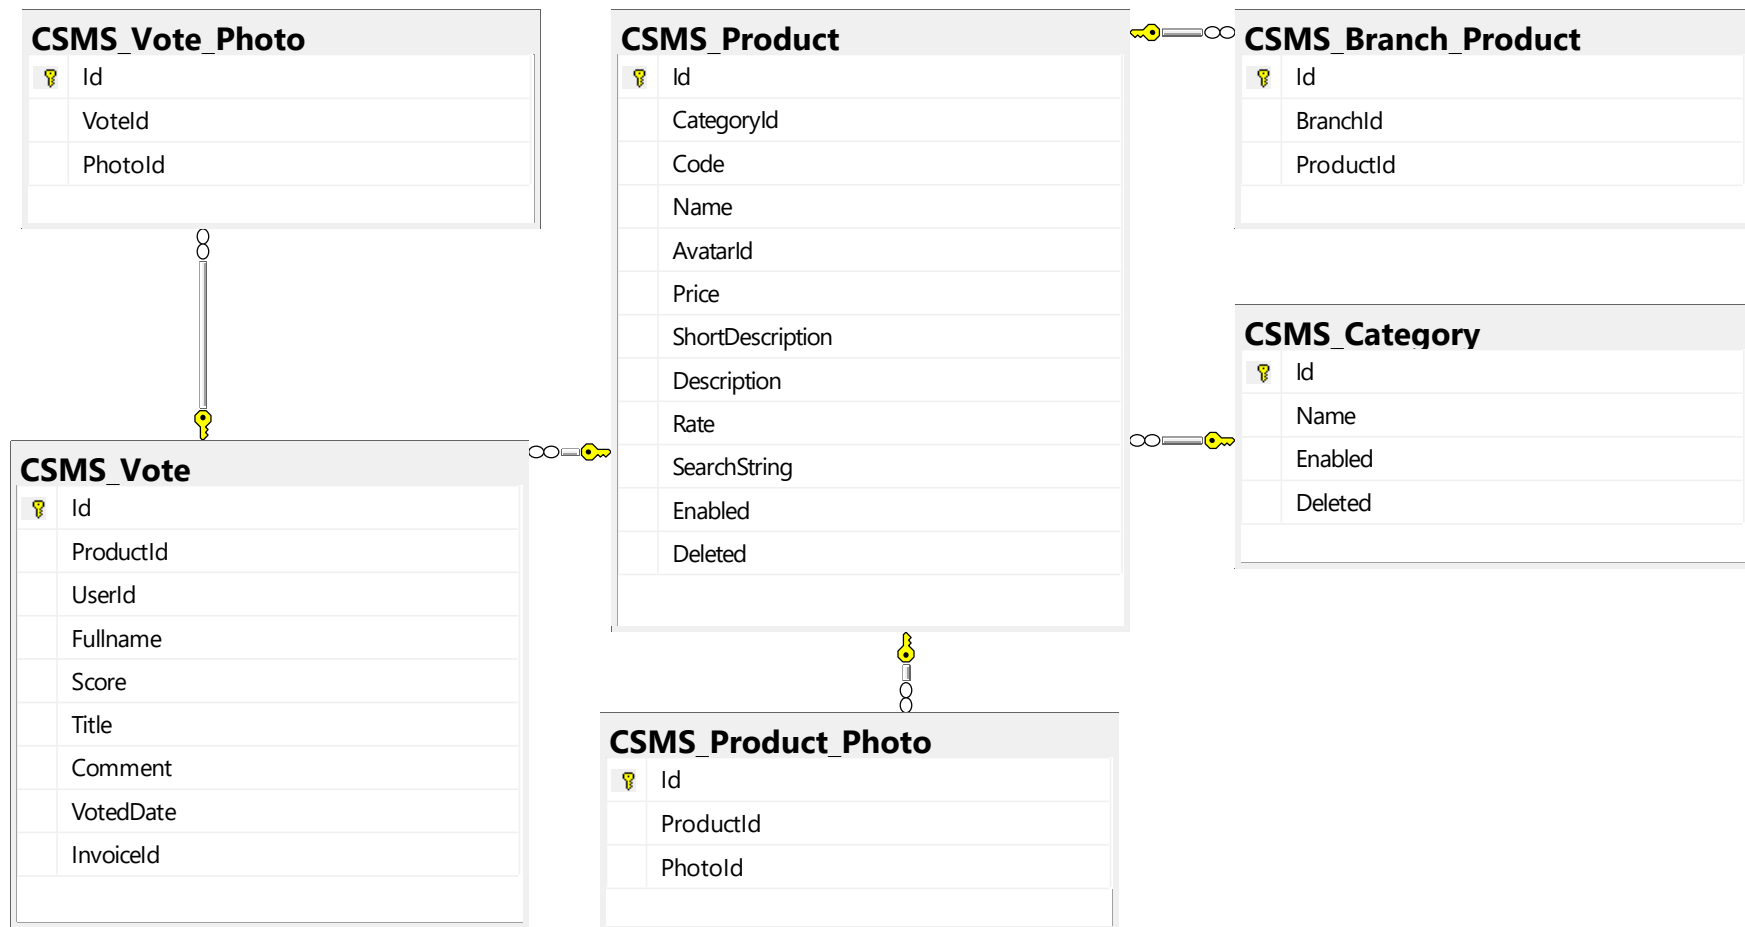 CSMS_Vote_Photo
Id
VoteId
PhotoId
CSMS_Vote
Id
ProductId
UserId
Fullname
Score
Title
Comment
VotedDate
InvoiceId
CSMS_Product
Id
CategoryId
Code
Name
AvatarId
Price
ShortDescription
Description
Rate
SearchString
Enabled
Deleted
CSMS_Product_Photo
Id
ProductId
PhotoId
CSMS_Branch_Product
Id
BranchId
ProductId
CSMS_Category
Id
Name
Enabled
Deleted